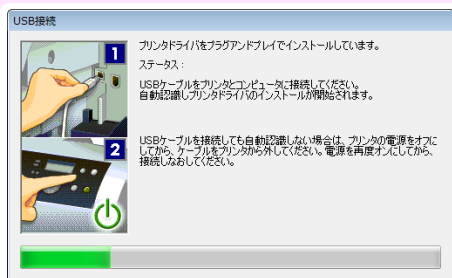 USB接続
1
プリンタドライバをプラグアンドプレイでインストールしています。
ステータス：
USBケーブルをプリンタとコンピュータに接続してください。
自動認識しプリンタドライバのインストールが開始されます。
2
USBケーブルを接続しても自動認識しない場合は、プリンタの電源をオフに
してから、ケーブルをプリンタから外してください。電源を再度オンにしてから、
接続しなおしてください。